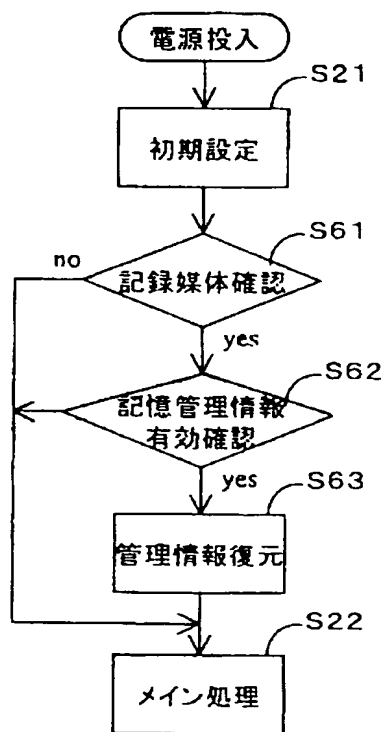 電源投入
S21
初期設定
S61
no
記録媒体確認
yes
S62
記憶管理情報
有効確認
yes
S63
管理情報復元
S22
メイン処理